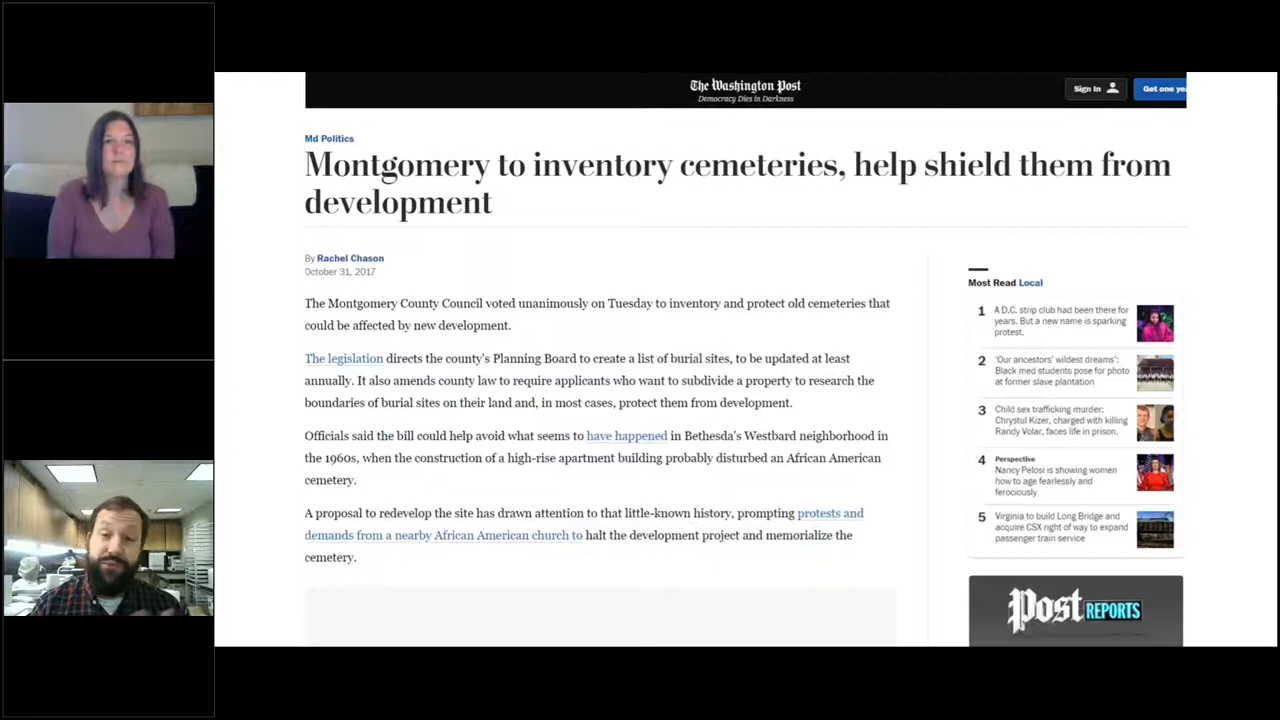 The Washington Post
Democracy Dies in Darkness
Sign In
Get one yea
Md Politics
Montgomery to inventory cemeteries, help shield them from
development
By Rachel Chason
October 31, 2017
The Montgomery County Council voted unanimously on Tuesday to inventory and protect old cemeteries that
could be affected by new development.
The legislation directs the county's Planning Board to create a list of burial sites, to be updated at least
annually. It also amends county law to require applicants who want to subdivide a property to research the
boundaries of burial sites on their land and, in most cases, protect them from development.
Officials said the bill could help avoid what seems to have happened in Bethesda's Westbard neighborhood in
the 1960s, when the construction of a high-rise apartment building probably disturbed an African American
cemetery.
A proposal to redevelop the site has drawn attention to that little-known history, prompting protests and
demands from a nearby African American church to halt the development project and memorialize the
cemetery.
Most Read Local
1 A D.C. strip club had been there for
years. But a new name is sparking
protest.
2 'Our ancestors' wildest dreams':
Black med students pose for photo
at former slave plantation
3 Child sex trafficking murder:
Chrystul Kizer, charged with killing
Randy Volar, faces life in prison.
4 Perspective
Nancy Pelosi is showing women
how to age fearlessly and
ferociously
5 Virginia to build Long Bridge and
acquire CSX right of way to expand
passenger train service
Post REPORTS